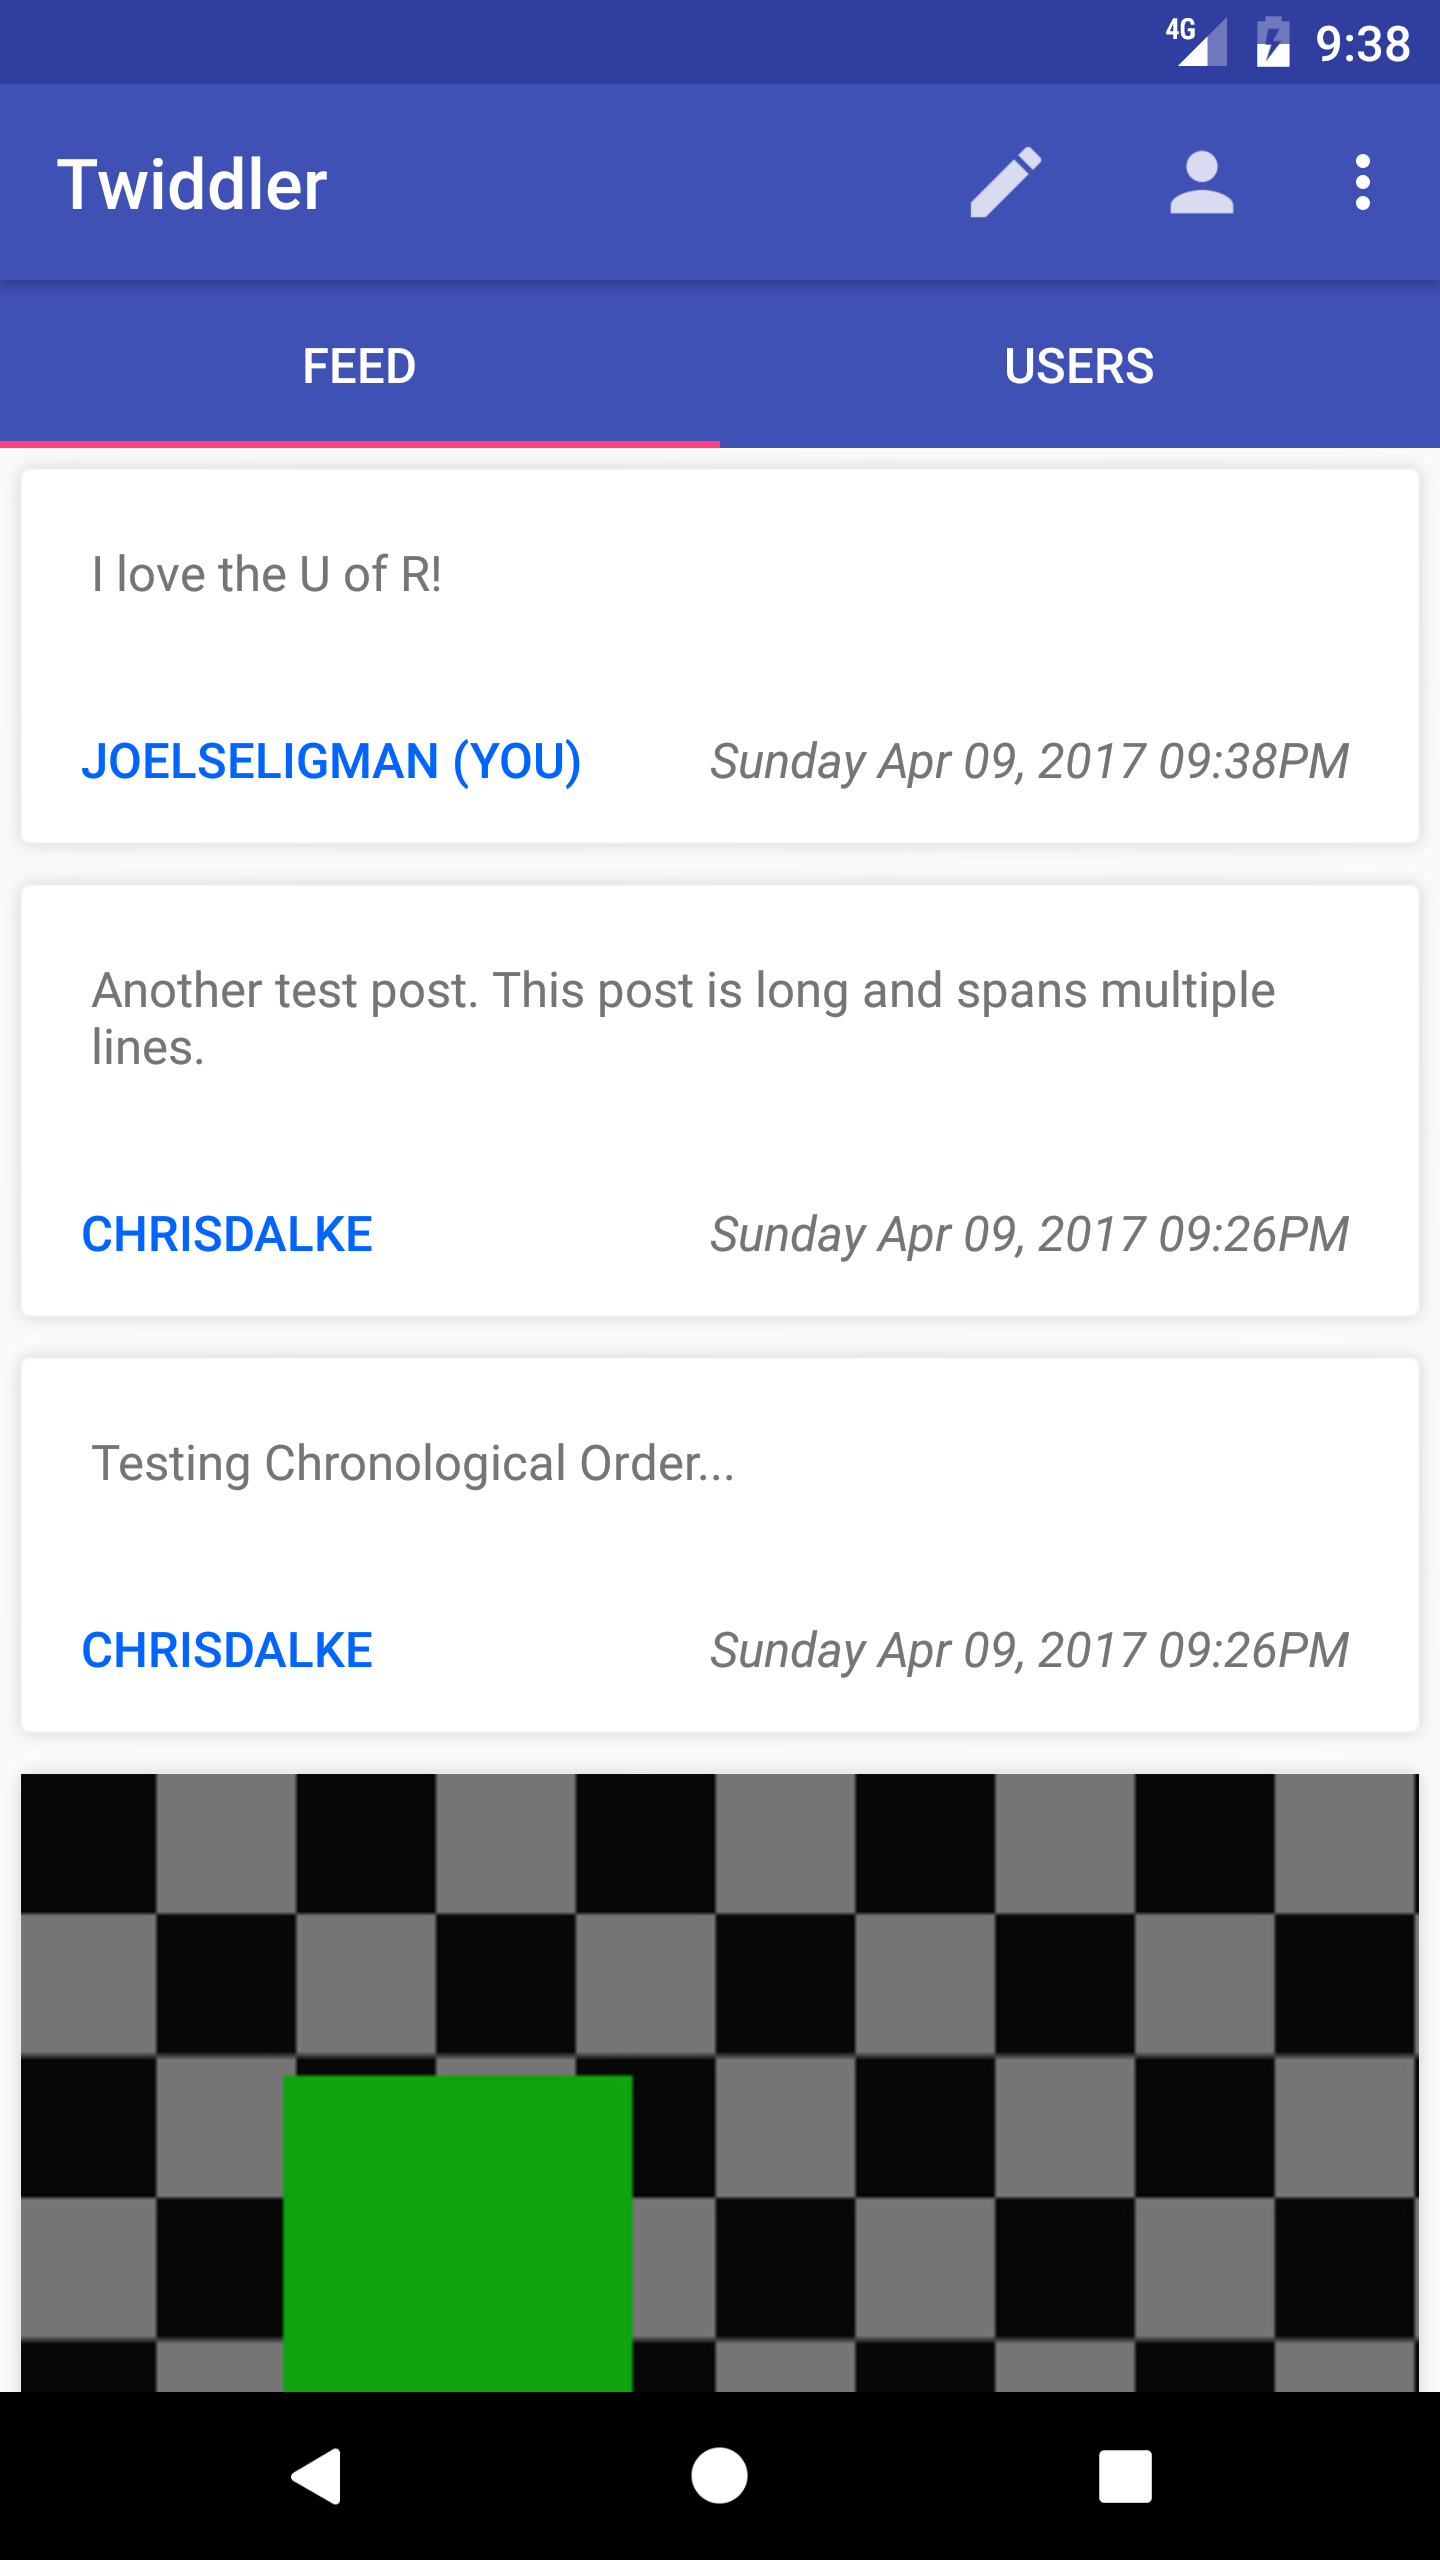 4G 9:38
Twiddler
FEED USERS
I love the U of R!
JOELSELIGMAN (YOU) Sunday Apr 09, 2017 09:38PM
Another test post. This post is long and spans multiple
lines.
CHRISDALKE Sunday Apr 09, 2017 09:26PM
Testing Chronological Order...
CHRISDALKE Sunday Apr 09, 2017 09:26PM